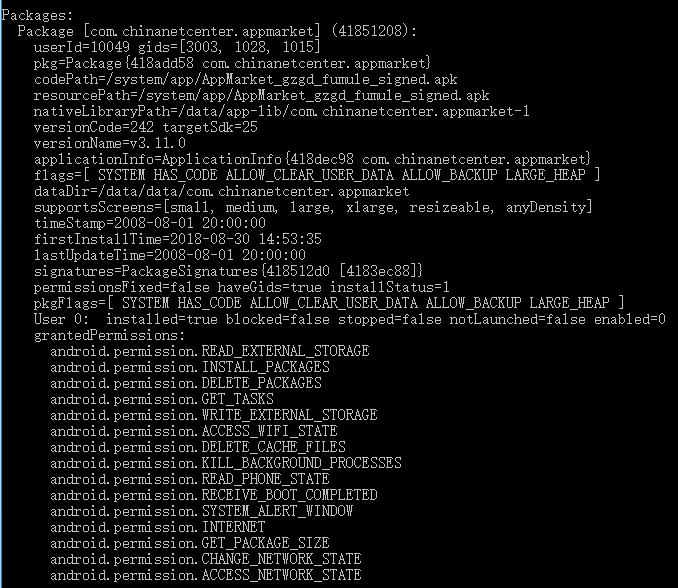 Packages:
Package [com.chinanetcenter.appmarket] (41851208):
userId=10049 gids=[3003, 1028, 1015]
pkg=Package{418add58 com.chinanetcenter.appmarket}
codePath=/system/app/AppMarket_gzgd_fumule_signed.apk
resourcePath=/system/app/AppMarket_gzgd_fumule_signed.apk
nativeLibraryPath=/data/app-lib/com.chinanetcenter.appmarket-1
versionCode=242 targetSdk=25
versionName=v3.11.0
applicationInfo=ApplicationInfo{418dec98 com.chinanetcenter.appmarket}
flags=[ SYSTEM HAS_CODE ALLOW_CLEAR_USER_DATA ALLOW_BACKUP LARGE_HEAP ]
dataDir=/data/data/com.chinanetcenter.appmarket
supportsScreens=[small, medium, large, xlarge, resizeable, anyDensity]
timeStamp=2008-08-01 20:00:00
firstInstallTime=2018-08-30 14:53:35
lastUpdateTime=2008-08-01 20:00:00
signatures=PackageSignatures{418512d0 [4183ec88]}
permissionsFixed=false haveGids=true installStatus=1
pkgFlags=[ SYSTEM HAS_CODE ALLOW_CLEAR_USER_DATA ALLOW_BACKUP LARGE_HEAP ]
User 0:  installed=true blocked=false stopped=false notLaunched=false enabled=0
grantedPermissions:
android.permission.READ_EXTERNAL_STORAGE
android.permission.INSTALL_PACKAGES
android.permission.DELETE_PACKAGES
android.permission.GET_TASKS
android.permission.WRITE_EXTERNAL_STORAGE
android.permission.ACCESS_WIFI_STATE
android.permission.DELETE_CACHE_FILES
android.permission.KILL_BACKGROUND_PROCESSES
android.permission.READ_PHONE_STATE
android.permission.RECEIVE_BOOT_COMPLETED
android.permission.SYSTEM_ALERT_WINDOW
android.permission.INTERNET
android.permission.GET_PACKAGE_SIZE
android.permission.CHANGE_NETWORK_STATE
android.permission.ACCESS_NETWORK_STATE